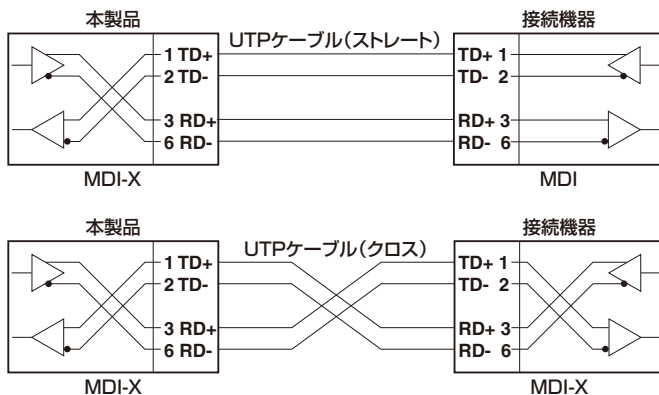 本製品 接続機器
UTPケーブル(ストレート)
1 TD+ TD+ 1
2 TD- TD- 2
3 RD+ RD+ 3
6 RD- RD- 6
MDI-X MDI
本製品 接続機器
UTPケーブル(クロス)
1 TD+ TD+ 1
2 TD- TD- 2
3 RD+ RD+ 3
6 RD- RD- 6
MDI-X MDI-X